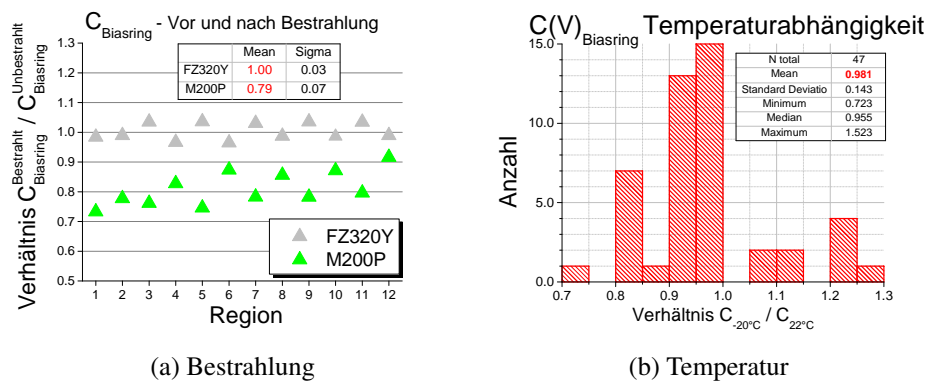 C_Biasring - Vor und nach Bestrahlung
Verhältnis C^Bestrahlt_Biasring / C^Unbestrahlt_Biasring
1.3
1.2
1.1
1.0
0.9
0.8
0.7
0.6
0.5
Mean Sigma
FZ320Y 1.00 0.03
M200P 0.79 0.07
FZ320Y
M200P
1 2 3 4 5 6 7 8 9 10 11 12
Region
(a) Bestrahlung
C(V)_Biasring Temperaturabhängigkeit
Anzahl
15.0
10.0
5.0
0.0
N total 47
Mean 0.981
Standard Deviatio 0.143
Minimum 0.723
Median 0.955
Maximum 1.523
0.7 0.8 0.9 1.0 1.1 1.2 1.3
Verhältnis C_-20°C / C_22°C
(b) Temperatur